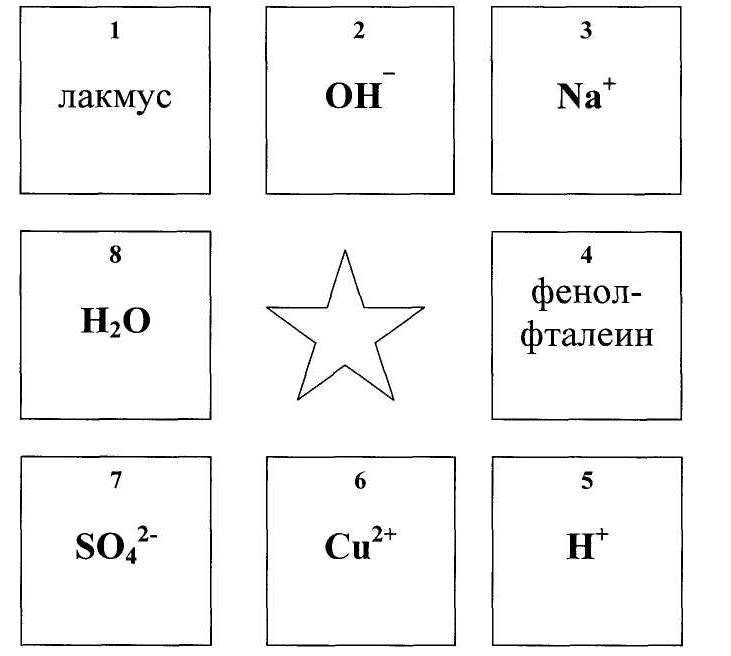 1
лакмус
2
OH⁻
3
Na⁺
8
H₂O
4
фенол-
фталеин
7
SO₄²⁻
6
Cu²⁺
5
H⁺